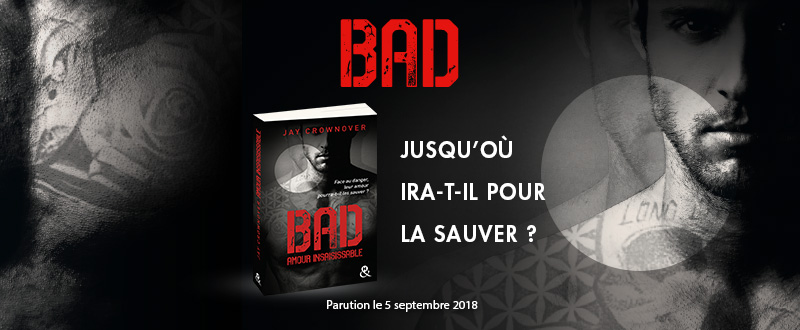 BAD
JAY CROWNOVER
Face au danger,
leur amour
pourra-t-il les sauver ?
BAD
AMOUR INSAISISSABLE
&
JUSQU'OÙ
IRA-T-IL POUR
LA SAUVER ?
LONG
Parution le 5 septembre 2018